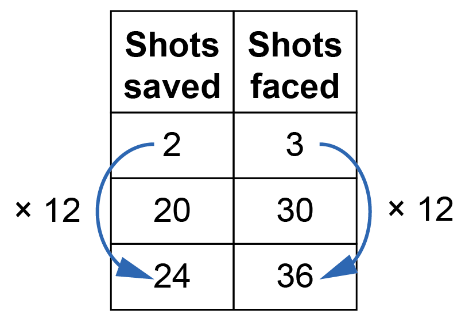 Shots saved
Shots faced
2 3
× 12 20 30 × 12
24 36